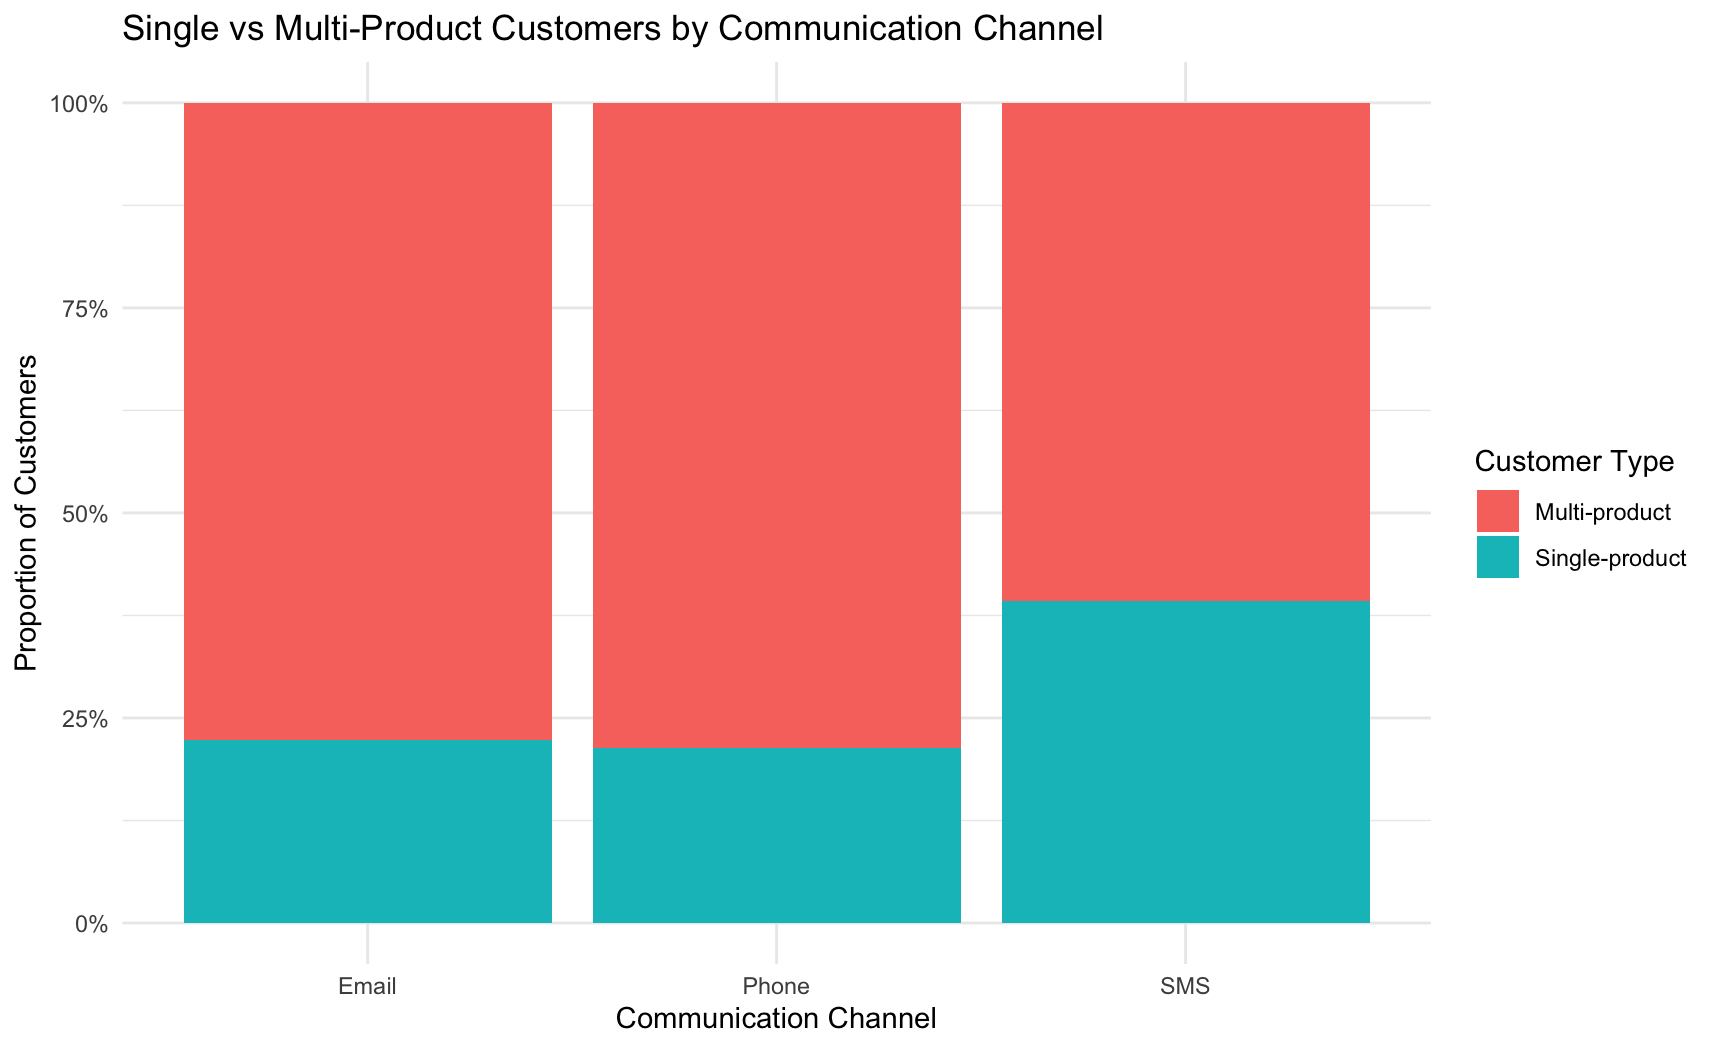 Single vs Multi-Product Customers by Communication Channel
100%
75%
50%
25%
0%
Proportion of Customers
Email
Phone
SMS
Communication Channel
Customer Type
Multi-product
Single-product